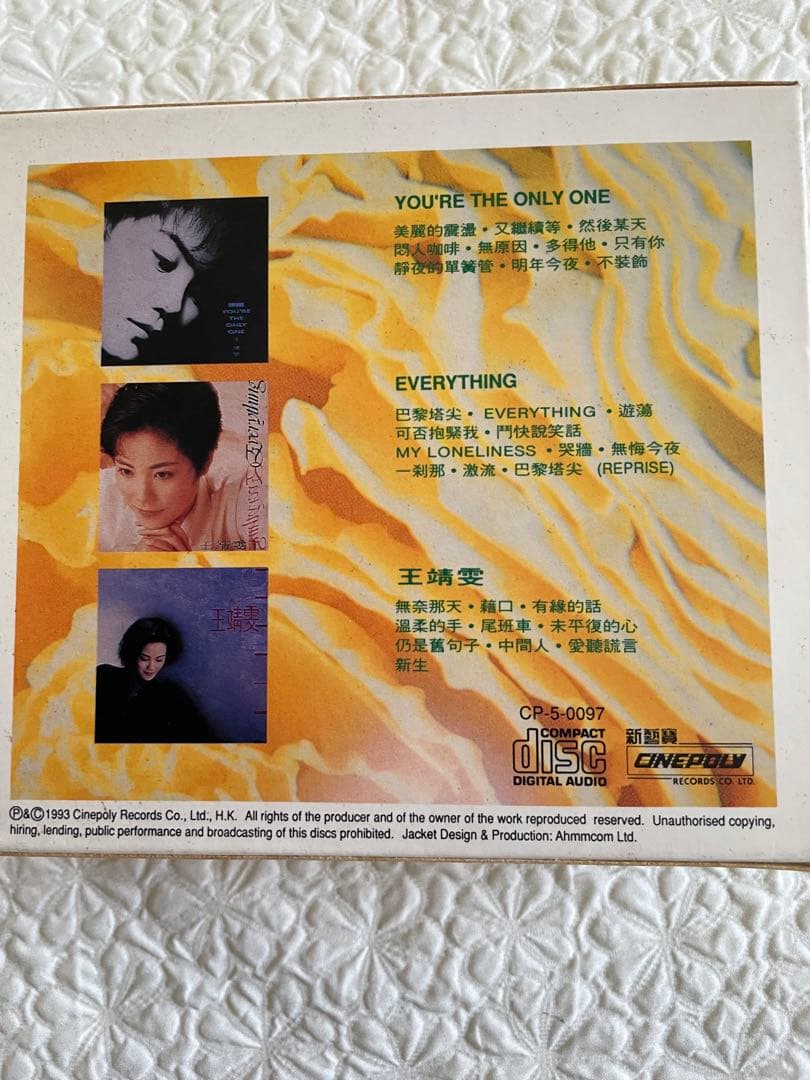 YOU'RE THE ONLY ONE
美麗的震盪・又繼續等・然後某天
悶人咖啡・無原因・多得他・只有你
靜夜的單簧管・明年今夜・不裝飾
YOU'RE
THE
ONLY
ONE
EVERYTHING
巴黎塔尖・EVERYTHING・遊蕩
可否抱緊我・鬥快說笑話
MY LONELINESS・哭牆・無悔今夜
一剎那・激流・巴黎塔尖 (REPRISE)
Everything
王靖雯
王靖雯
無奈那天・藉口・有緣的話
溫柔的手・尾班車・未平復的心
仍是舊句子・中間人・愛聽謊言
新生
王靖雯
CP-5-0097
COMPACT
disc
DIGITAL AUDIO
新藝寶
CINEPOLY
RECORDS CO. LTD.
Ⓟ&Ⓒ1993 Cinepoly Records Co., Ltd., H.K. All rights of the producer and of the owner of the work reproduced reserved. Unauthorised copying,
hiring, lending, public performance and broadcasting of this discs prohibited. Jacket Design & Production: Ahmmcom Ltd.